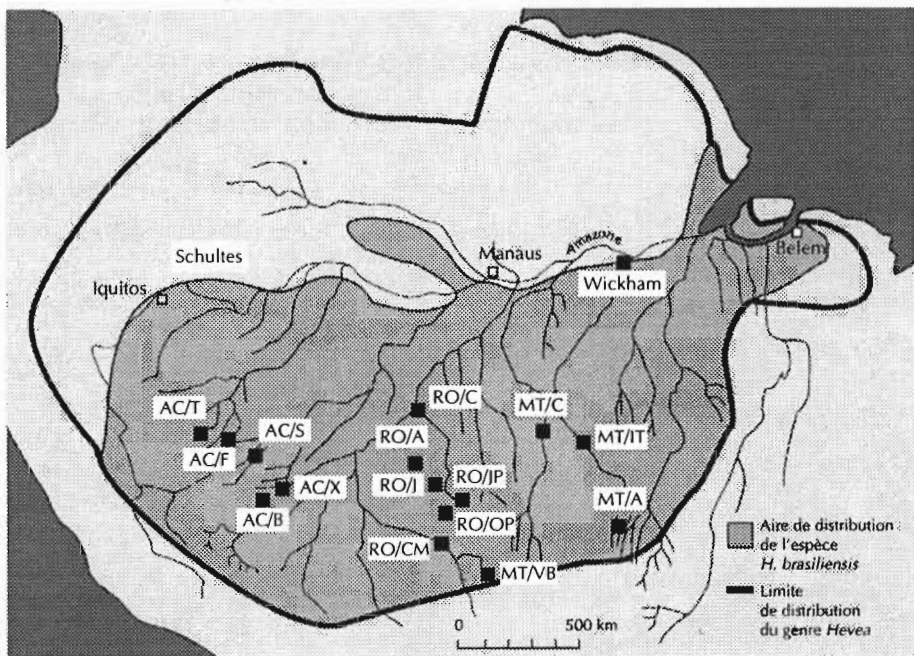 Schultes
Iquitos
Manaus
Amazone
Wickham
Belem
AC/T
AC/F
AC/S
AC/X
AC/B
RO/C
RO/A
RO/J
RO/JP
RO/OP
RO/CM
MT/C
MT/IT
MT/A
MT/VB
Aire de distribution
de l'espèce
H. brasiliensis
Limite
de distribution
du genre Hevea
0 500 km